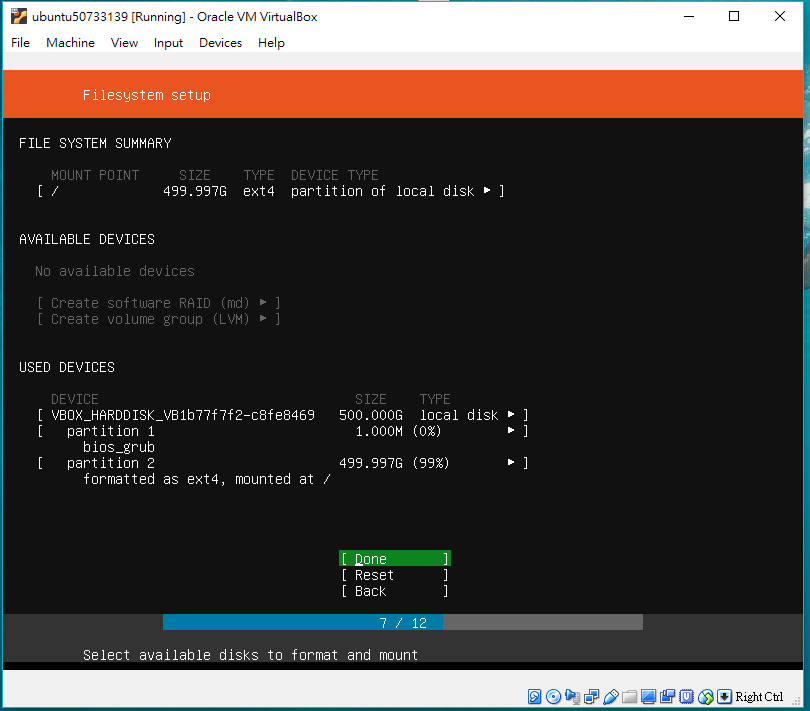 ubuntu50733139 [Running] - Oracle VM VirtualBox
File Machine View Input Devices Help
Filesystem setup
FILE SYSTEM SUMMARY
MOUNT POINT SIZE TYPE DEVICE TYPE
[ / 499.997G ext4 partition of local disk ▸ ]
AVAILABLE DEVICES
No available devices
[ Create software RAID (md) ▸ ]
[ Create volume group (LVM) ▸ ]
USED DEVICES
DEVICE SIZE TYPE
[ VBOX_HARDDISK_VB1b77f7f2-c8fe8469 500.000G local disk ▸ ]
[ partition 1 1.000M (0%) ▸ ]
bios_grub
[ partition 2 499.997G (99%) ▸ ]
formatted as ext4, mounted at /
[ Done ]
[ Reset ]
[ Back ]
7 / 12
Select available disks to format and mount
Right Ctrl